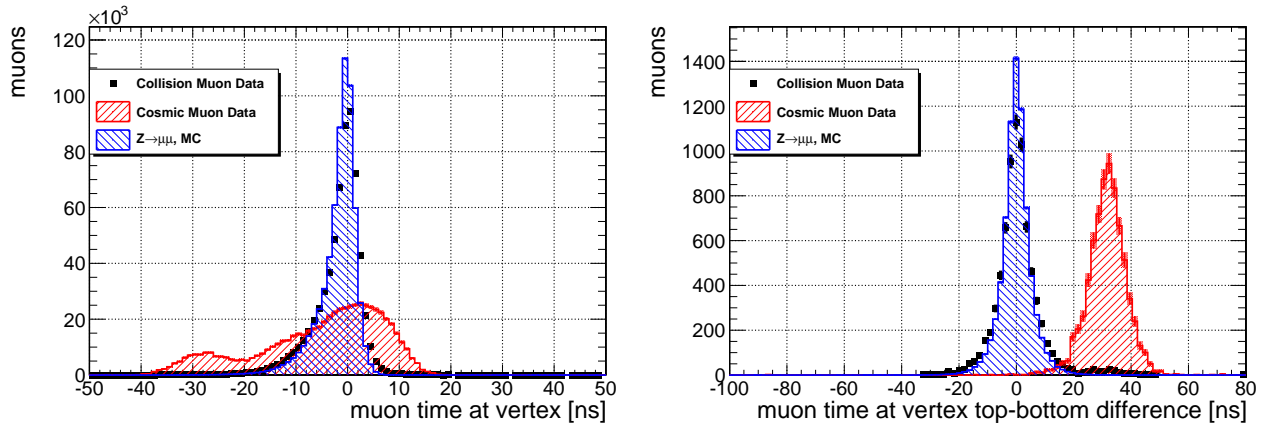 ×10³
muons
120
100
80
60
40
20
0
Collision Muon Data
Cosmic Muon Data
Z→μμ, MC
-50 -40 -30 -20 -10 0 10 20 30 40 50
muon time at vertex [ns]
muons
1400
1200
1000
800
600
400
200
0
Collision Muon Data
Cosmic Muon Data
Z→μμ, MC
-100 -80 -60 -40 -20 0 20 40 60 80
muon time at vertex top-bottom difference [ns]